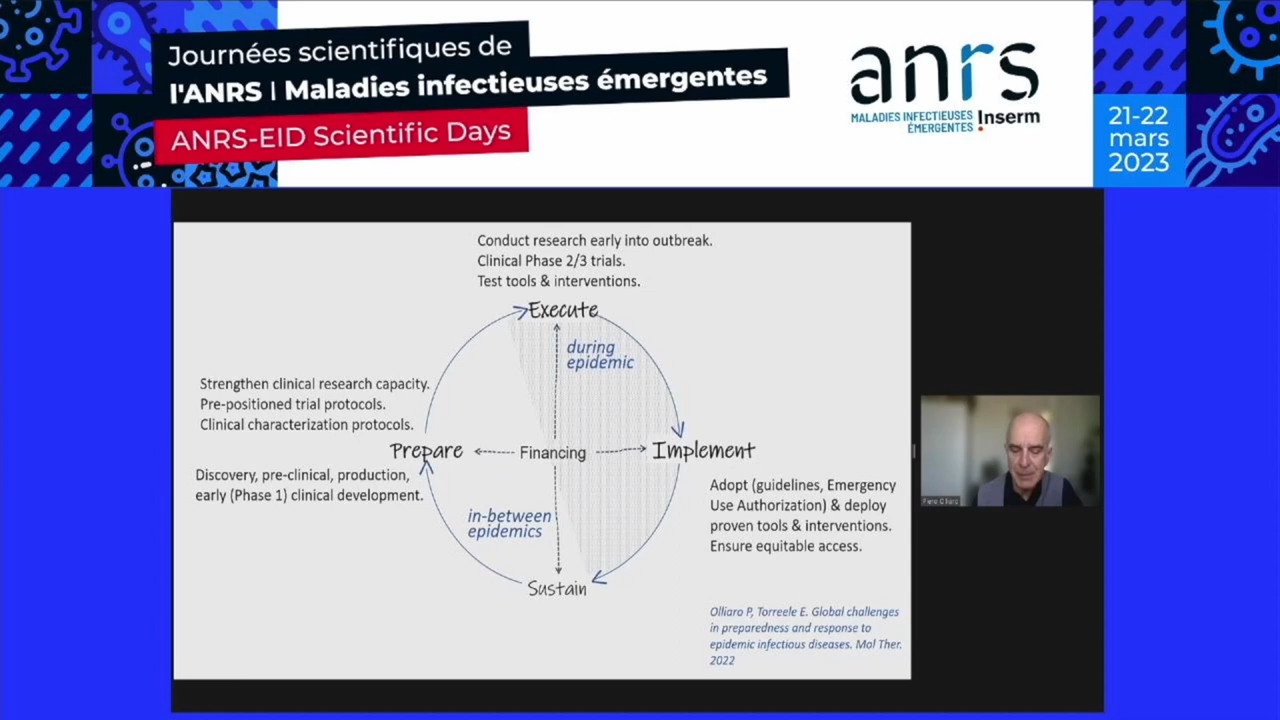 Journées scientifiques de
l'ANRS | Maladies infectieuses émergentes
ANRS-EID Scientific Days
anrs
MALADIES INFECTIEUSES
ÉMERGENTES Inserm
21-22
mars
2023
Conduct research early into outbreak.
Clinical Phase 2/3 trials.
Test tools & interventions.
Execute
during
epidemic
Strengthen clinical research capacity.
Pre-positioned trial protocols.
Clinical characterization protocols.
Prepare
Financing
Implement
Discovery, pre-clinical, production,
early (Phase 1) clinical development.
in-between
epidemics
Adopt (guidelines, Emergency
Use Authorization) & deploy
proven tools & interventions.
Ensure equitable access.
Sustain
Olliaro P, Torreele E. Global challenges
in preparedness and response to
epidemic infectious diseases. Mol Ther.
2022
Piero Olliaro